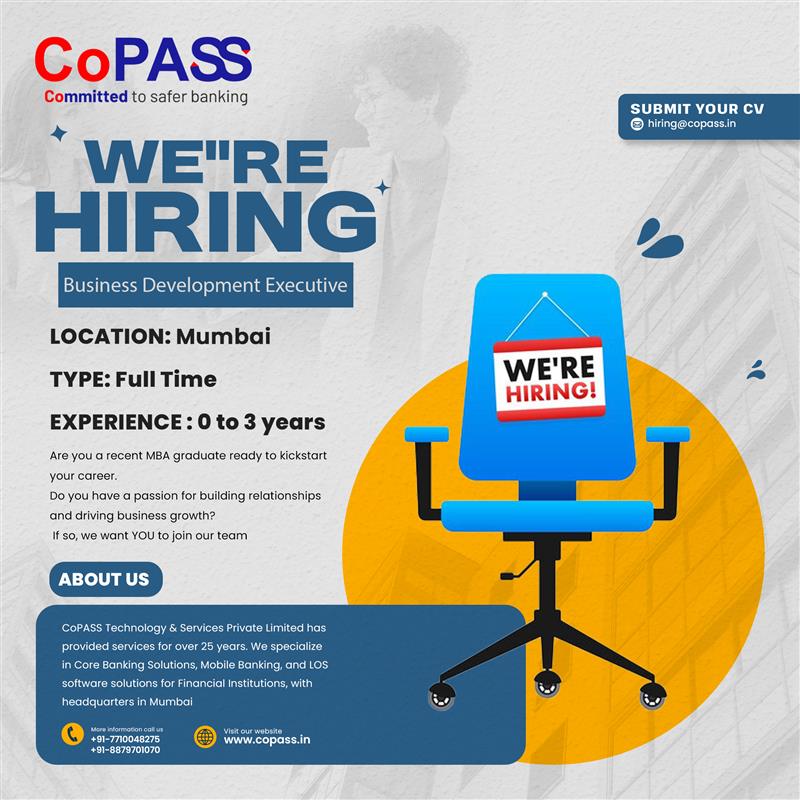 CoPASS
Committed to safer banking
SUBMIT YOUR CV
hiring@copass.in
WE"RE
HIRING
Business Development Executive
LOCATION: Mumbai
TYPE: Full Time
EXPERIENCE : 0 to 3 years
WE'RE
HIRING!
Are you a recent MBA graduate ready to kickstart
your career.
Do you have a passion for building relationships
and driving business growth?
If so, we want YOU to join our team
ABOUT US
CoPASS Technology & Services Private Limited has
provided services for over 25 years. We specialize
in Core Banking Solutions, Mobile Banking, and LOS
software solutions for Financial Institutions, with
headquarters in Mumbai
More information call us
+91-7710048275
+91-8879701070
Visit our website
www.copass.in